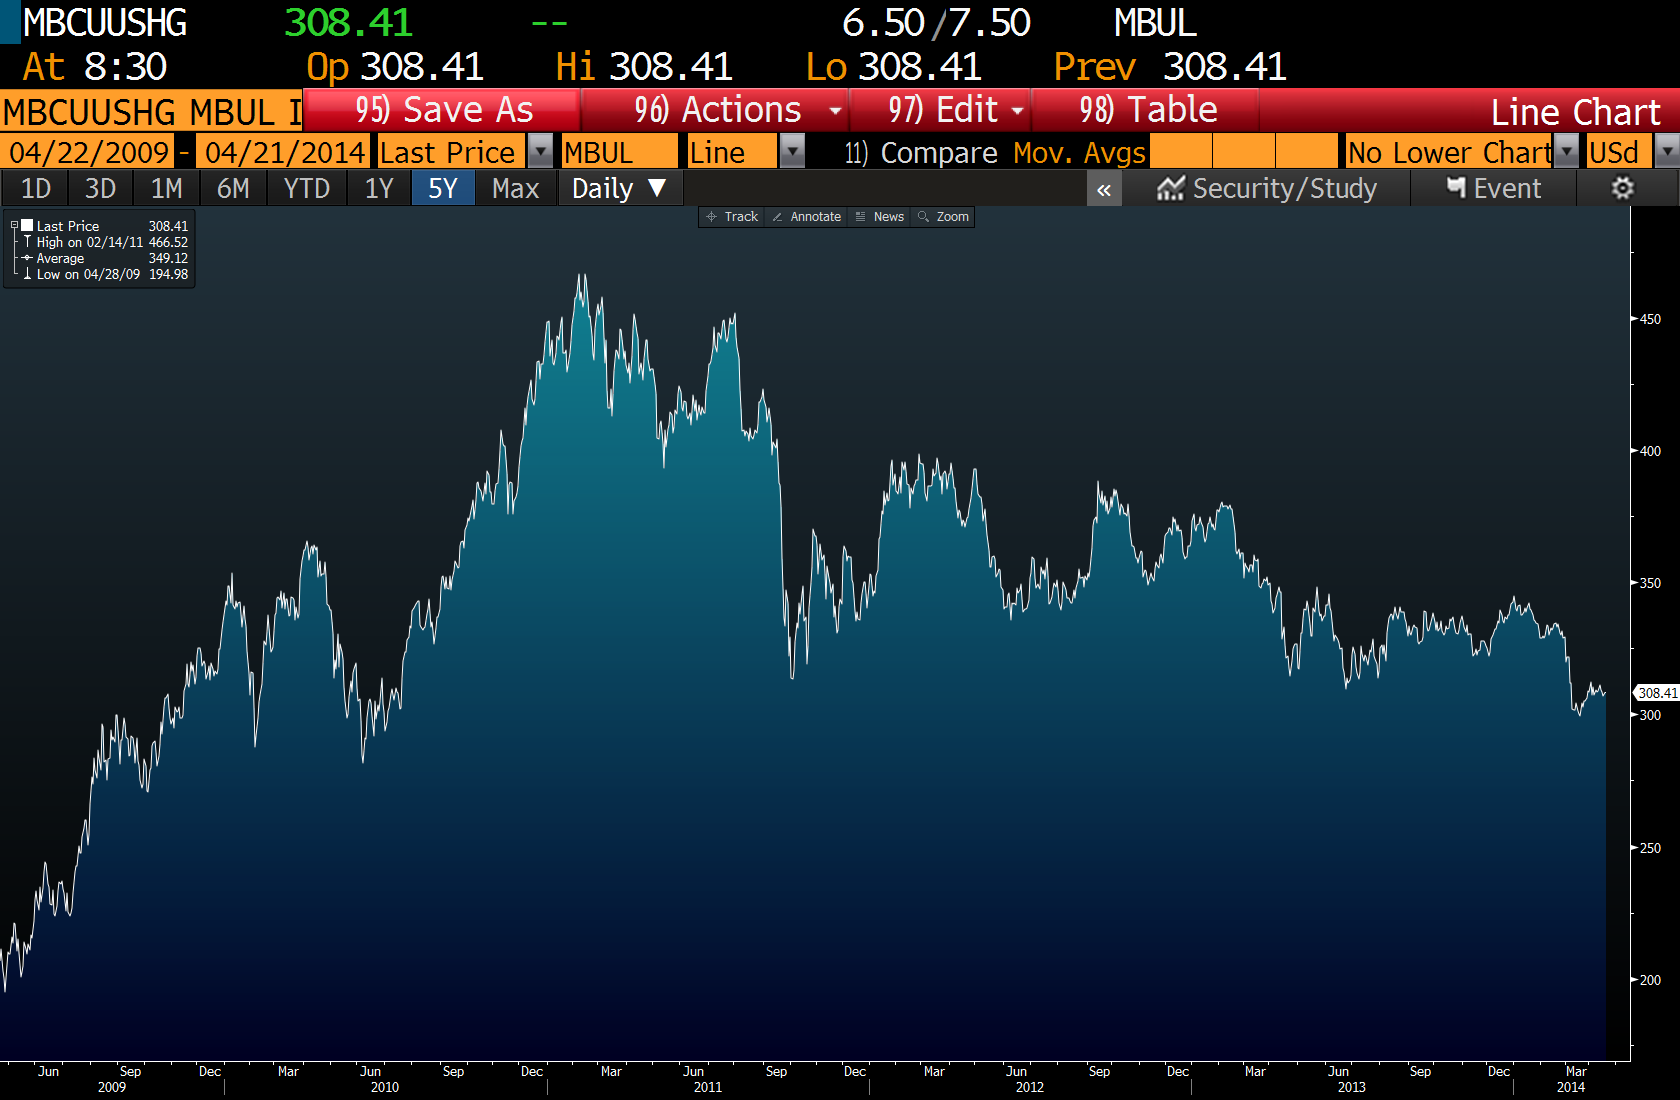 MBCUUSHG 308.41 -- 6.50/7.50 MBUL
At 8:30 Op 308.41 Hi 308.41 Lo 308.41 Prev 308.41
MBCUUSHG MBUL I 95) Save As 96) Actions 97) Edit 98) Table Line Chart
04/22/2009 - 04/21/2014 Last Price MBUL Line 11) Compare Mov. Avgs No Lower Chart USd
1D 3D 1M 6M YTD 1Y 5Y Max Daily ▼ « Security/Study Event
Track Annotate News Zoom
Last Price 308.41
High on 02/14/11 466.52
Average 349.12
Low on 04/28/09 194.98
450
400
350
308.41
300
250
200
Jun Sep Dec Mar Jun Sep Dec Mar Jun Sep Dec Mar Jun Sep Dec Mar Jun Sep Dec Mar
2009 2010 2011 2012 2013 2014